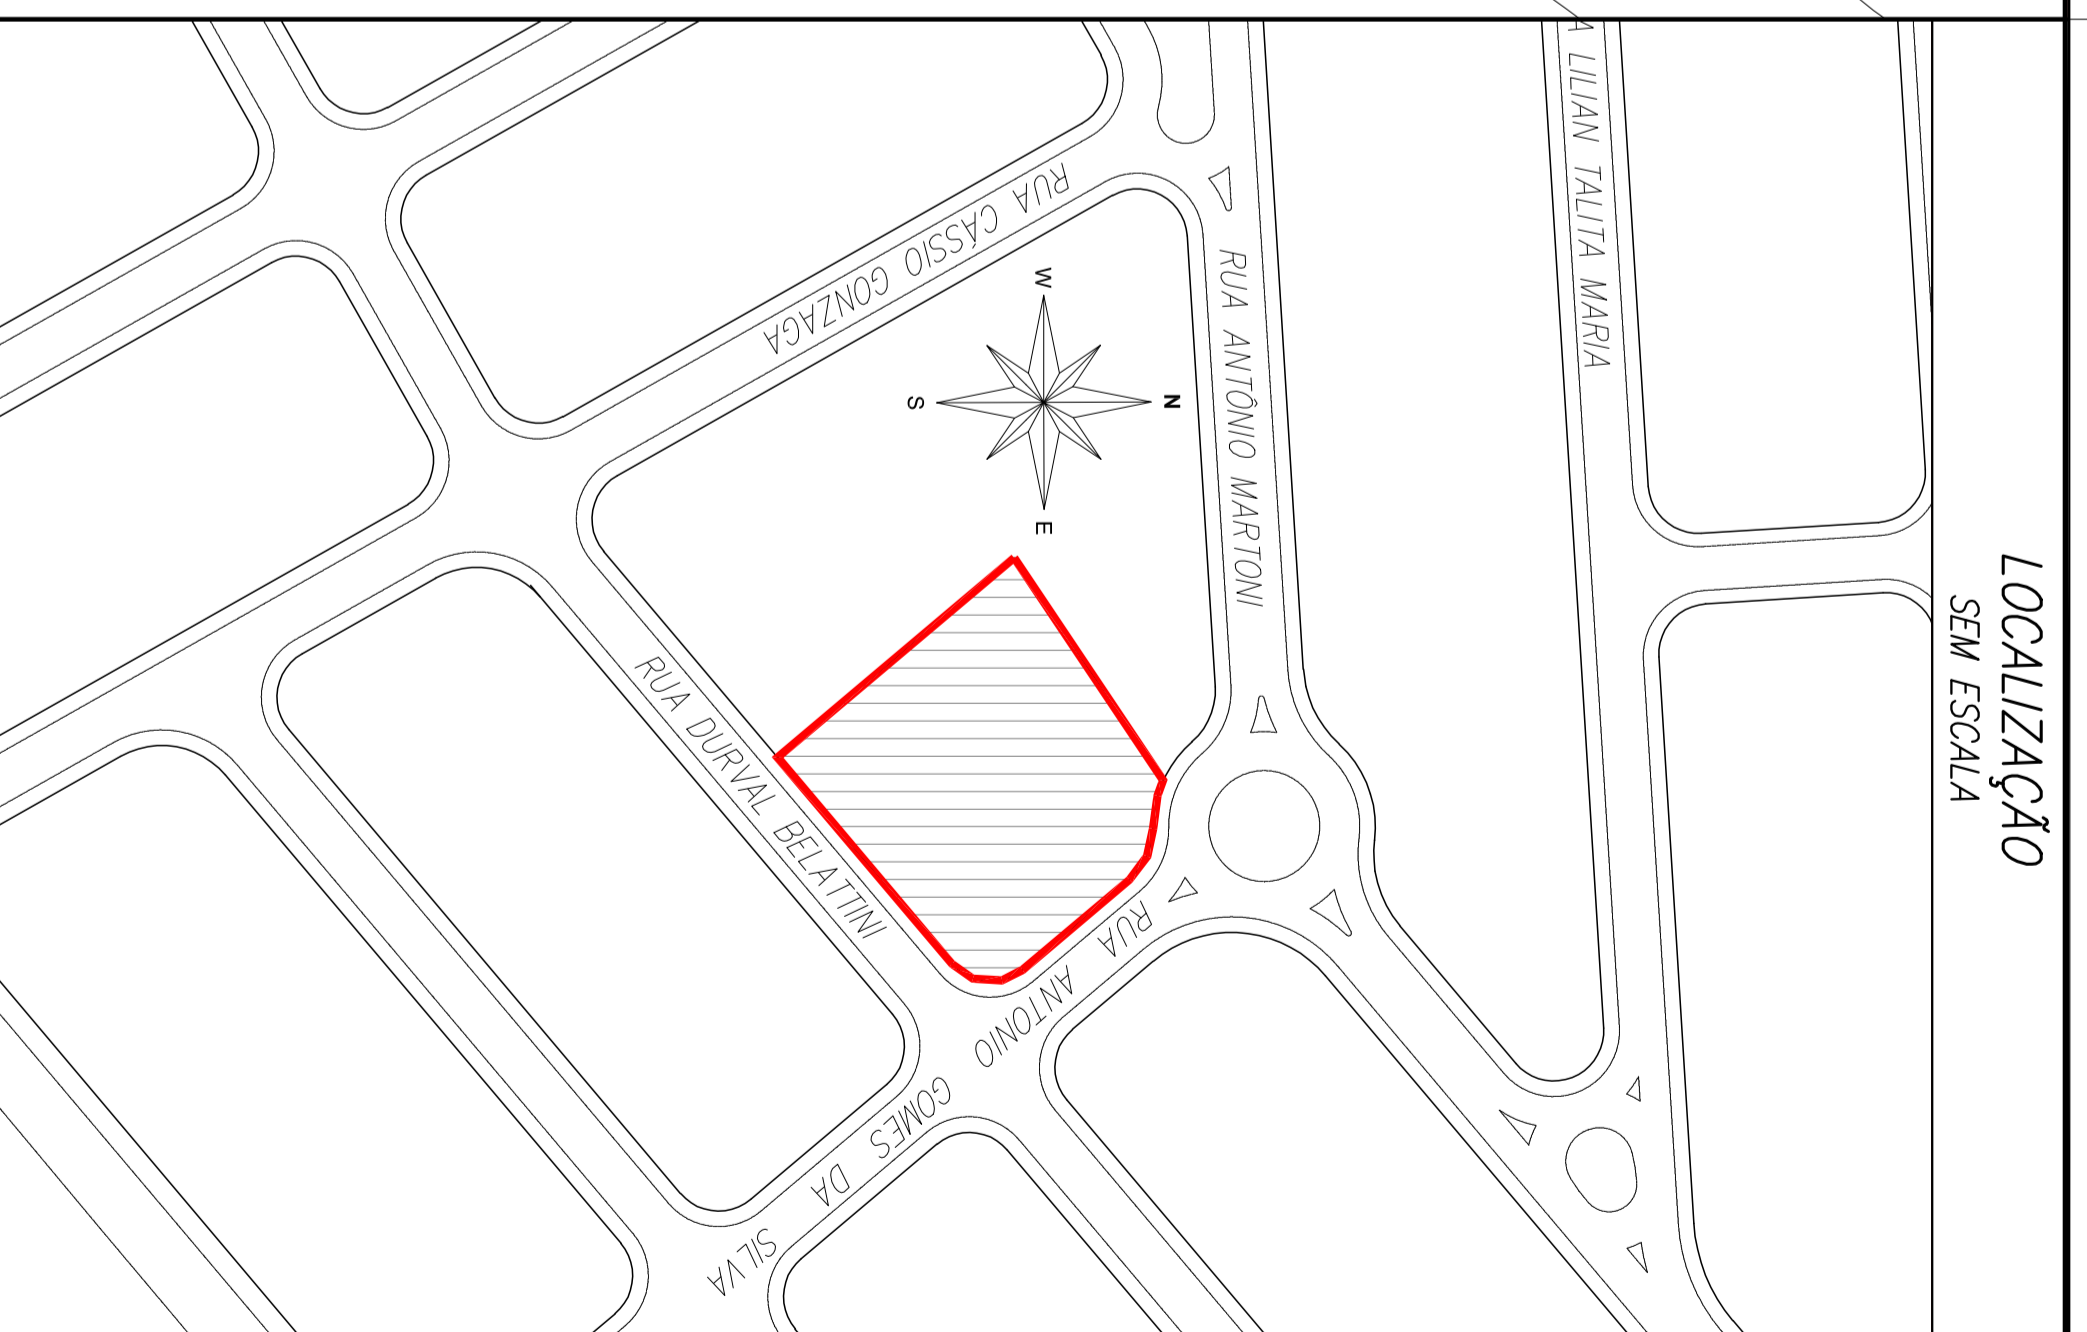 LOCALIZAÇÃO
SEM ESCALA
LILIAN TALITA MARIA
RUA ANTÔNIO MARTONI
RUA CÁSSIO GONZAGA
N
W
E
S
RUA DURVAL BELATTINI
RUA ANTONIO GOMES DA SILVA